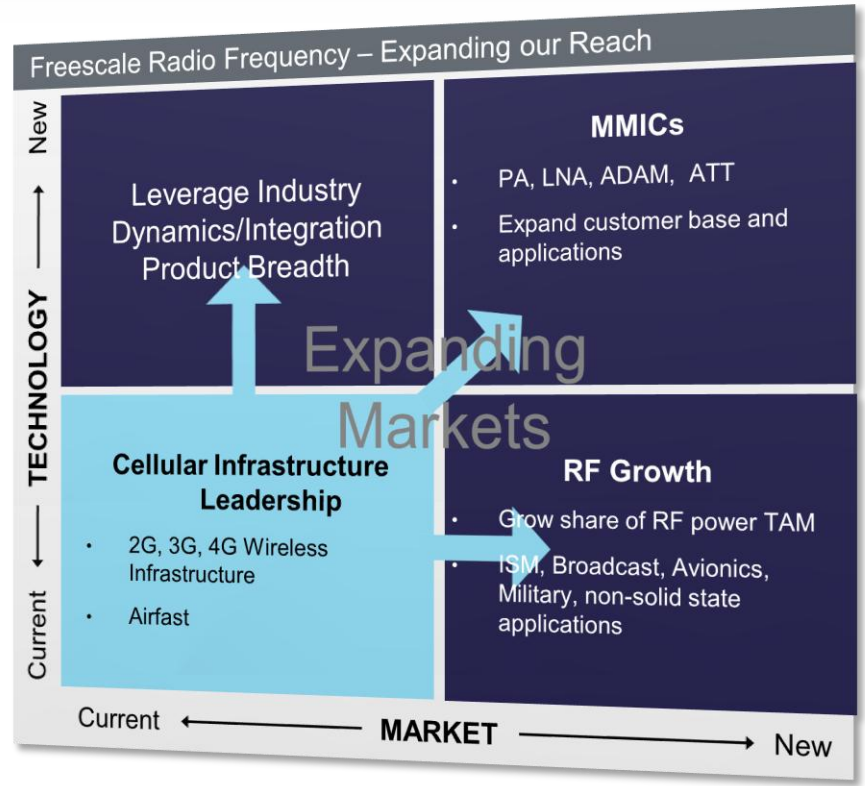 Freescale Radio Frequency – Expanding our Reach
New
TECHNOLOGY
Current
Leverage Industry
Dynamics/Integration
Product Breadth
MMICs
• PA, LNA, ADAM, ATT
• Expand customer base and
applications
Expanding
Markets
Cellular Infrastructure
Leadership
• 2G, 3G, 4G Wireless
Infrastructure
• Airfast
RF Growth
• Grow share of RF power TAM
• ISM, Broadcast, Avionics,
Military, non-solid state
applications
Current
MARKET
New